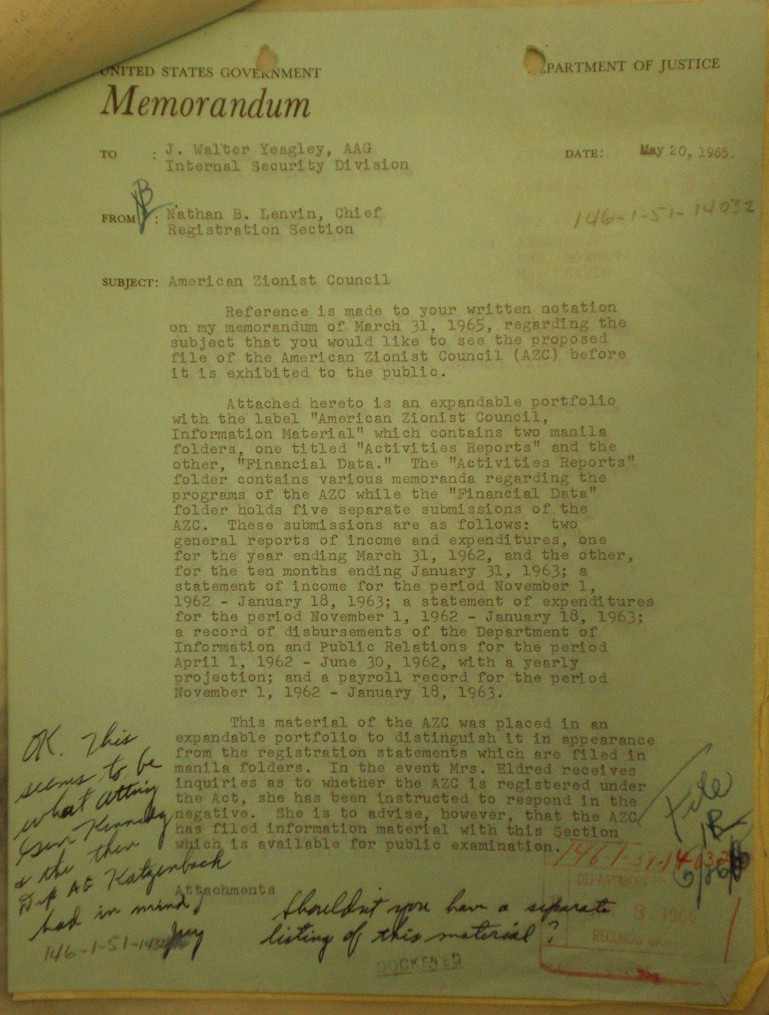 UNITED STATES GOVERNMENT
DEPARTMENT OF JUSTICE
Memorandum
TO : J. Walter Yeagley, AAG
Internal Security Division
DATE: May 20, 1965.
FROM : Nathan B. Lenvin, Chief
Registration Section
146-1-51-14032
SUBJECT: American Zionist Council
Reference is made to your written notation
on my memorandum of March 31, 1965, regarding the
subject that you would like to see the proposed
file of the American Zionist Council (AZC) before
it is exhibited to the public.
Attached hereto is an expandable portfolio
with the label "American Zionist Council,
Information Material" which contains two manila
folders, one titled "Activities Reports" and the
other, "Financial Data." The "Activities Reports"
folder contains various memoranda regarding the
programs of the AZC while the "Financial Data"
folder holds five separate submissions of the
AZC. These submissions are as follows: two
general reports of income and expenditures, one
for the year ending March 31, 1962, and the other,
for the ten months ending January 31, 1963; a
statement of income for the period November 1,
1962 - January 18, 1963; a statement of expenditures
for the period November 1, 1962 - January 18, 1963;
a record of disbursements of the Department of
Information and Public Relations for the period
April 1, 1962 - June 30, 1962, with a yearly
projection; and a payroll record for the period
November 1, 1962 - January 18, 1963.
This material of the AZC was placed in an
expandable portfolio to distinguish it in appearance
from the registration statements which are filed in
manila folders. In the event Mrs. Eldred receives
inquiries as to whether the AZC is registered under
the Act, she has been instructed to respond in the
negative. She is to advise, however, that the AZC
has filed information material with this Section
which is available for public examination.
Attachments
OK. This
seems to be
what Attny
Gen Kennedy
& the then
Dep AG Katzenbach
had in mind
146-1-51-
Shouldn't you have a separate
listing of this material?
File
146-1-51-14032
DEPARTMENT
1965
RECORDS
DOCKETED